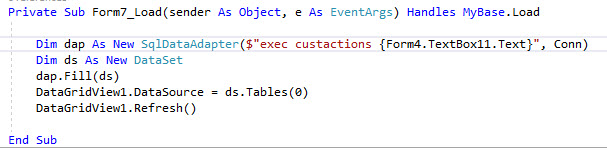 Private Sub Form7_Load(sender As Object, e As EventArgs) Handles MyBase.Load
Dim dap As New SqlDataAdapter($"exec custactions {Form4.TextBox11.Text}", Conn)
Dim ds As New DataSet
dap.Fill(ds)
DataGridView1.DataSource = ds.Tables(0)
DataGridView1.Refresh()
End Sub